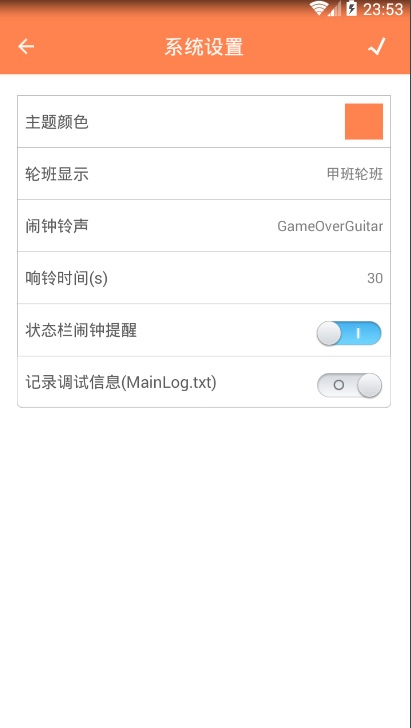 23:53
系统设置
主题颜色
轮班显示 甲班轮班
闹钟铃声 GameOverGuitar
响铃时间(s) 30
状态栏闹钟提醒
记录调试信息(MainLog.txt)